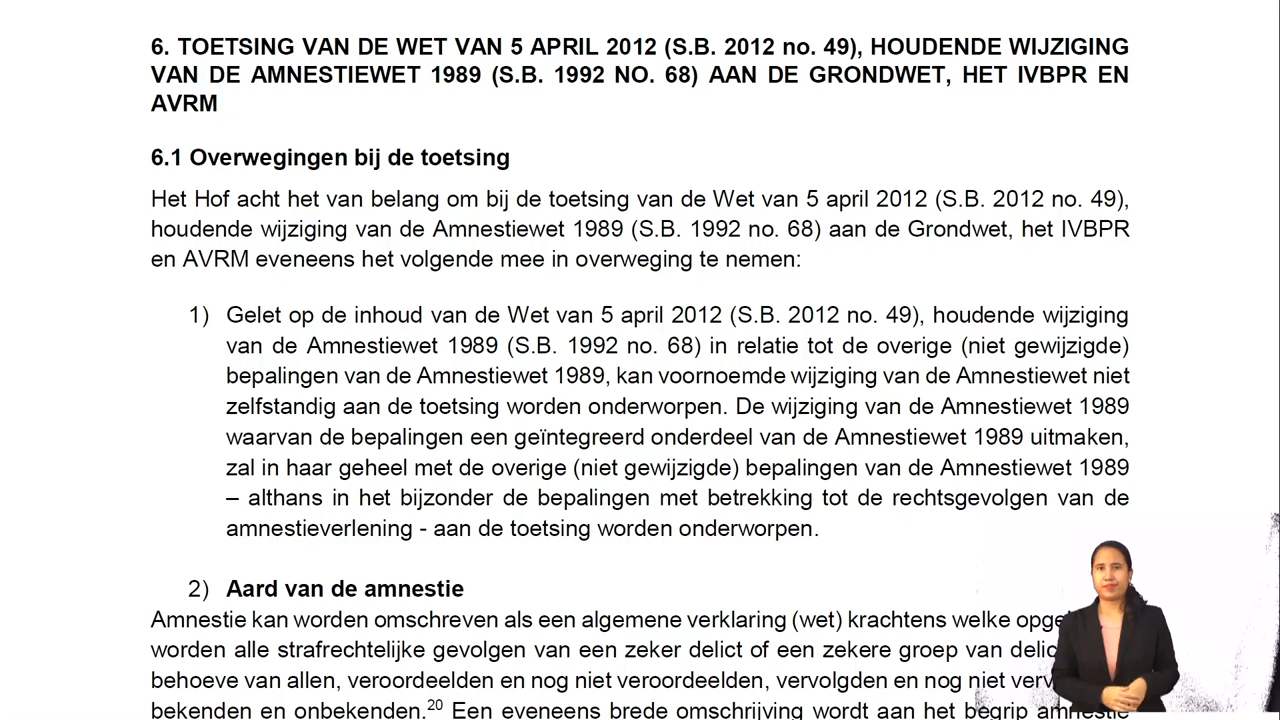 6. TOETSING VAN DE WET VAN 5 APRIL 2012 (S.B. 2012 no. 49), HOUDENDE WIJZIGING
VAN DE AMNESTIEWET 1989 (S.B. 1992 NO. 68) AAN DE GRONDWET, HET IVBPR EN
AVRM
6.1 Overwegingen bij de toetsing
Het Hof acht het van belang om bij de toetsing van de Wet van 5 april 2012 (S.B. 2012 no. 49),
houdende wijziging van de Amnestiewet 1989 (S.B. 1992 no. 68) aan de Grondwet, het IVBPR
en AVRM eveneens het volgende mee in overweging te nemen:
1) Gelet op de inhoud van de Wet van 5 april 2012 (S.B. 2012 no. 49), houdende wijziging
van de Amnestiewet 1989 (S.B. 1992 no. 68) in relatie tot de overige (niet gewijzigde)
bepalingen van de Amnestiewet 1989, kan voornoemde wijziging van de Amnestiewet niet
zelfstandig aan de toetsing worden onderworpen. De wijziging van de Amnestiewet 1989
waarvan de bepalingen een geïntegreerd onderdeel van de Amnestiewet 1989 uitmaken,
zal in haar geheel met de overige (niet gewijzigde) bepalingen van de Amnestiewet 1989
– althans in het bijzonder de bepalingen met betrekking tot de rechtsgevolgen van de
amnestieverlening - aan de toetsing worden onderworpen.
2) Aard van de amnestie
Amnestie kan worden omschreven als een algemene verklaring (wet) krachtens welke
worden alle strafrechtelijke gevolgen van een zeker delict of een zekere groep van
behoeve van allen, veroordeelden en nog niet veroordeelden, vervolgden en nog niet
bekenden en onbekenden.20 Een eveneens brede omschrijving wordt aan het begrip amnestie